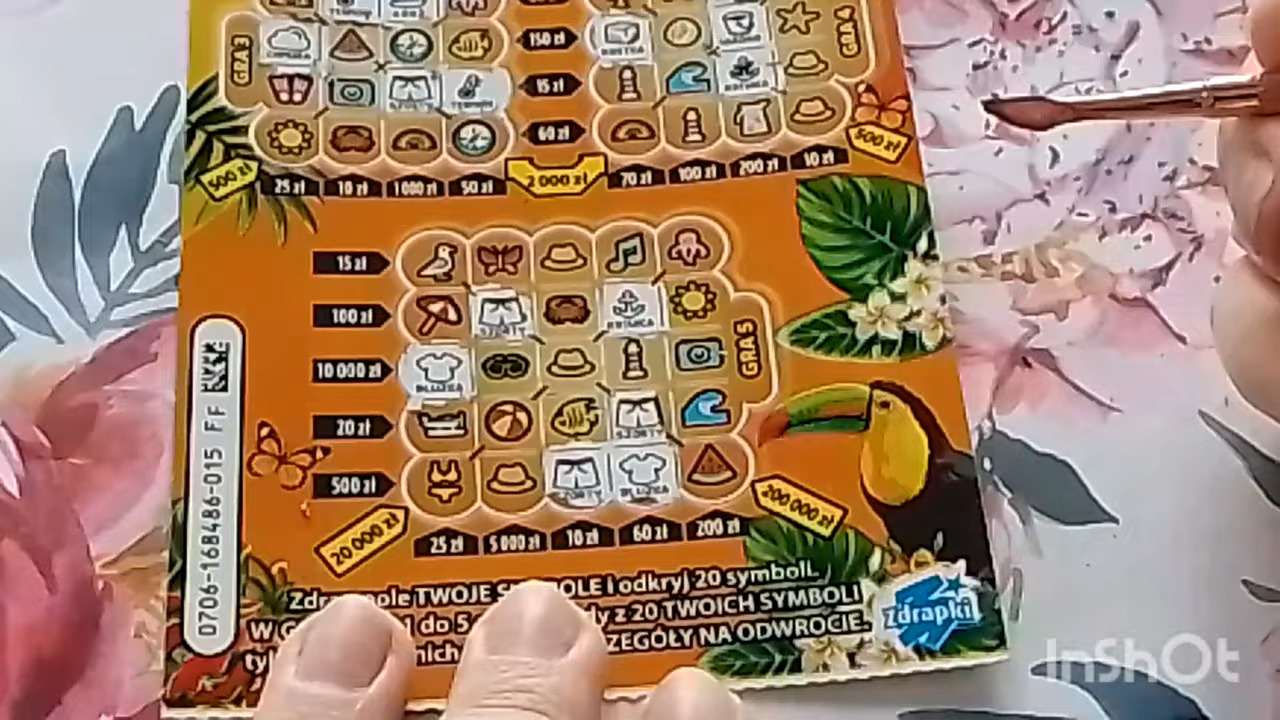 150 zł
15 zł
60 zł
GRA 3
GRA 4
SZORTY
500 zł
25 zł 10 zł 1000 zł 50 zł 2 000 zł 70 zł 100 zł 200 zł 10 zł
500 zł
15 zł
100 zł
SZORTY
10 000 zł
BLUZKA
GRA 5
20 zł
SZORTY
500 zł
SZORTY BLUZKA
20 000 zł
25 zł 5 000 zł 10 zł 60 zł 200 zł
200 000 zł
0706-168486-015 FF
TWOJE i odkryj 20 symboli.
do 5 z 20 TWOICH SYMBOLI
NA ODWROCIE.
Zdrapki
InShOt